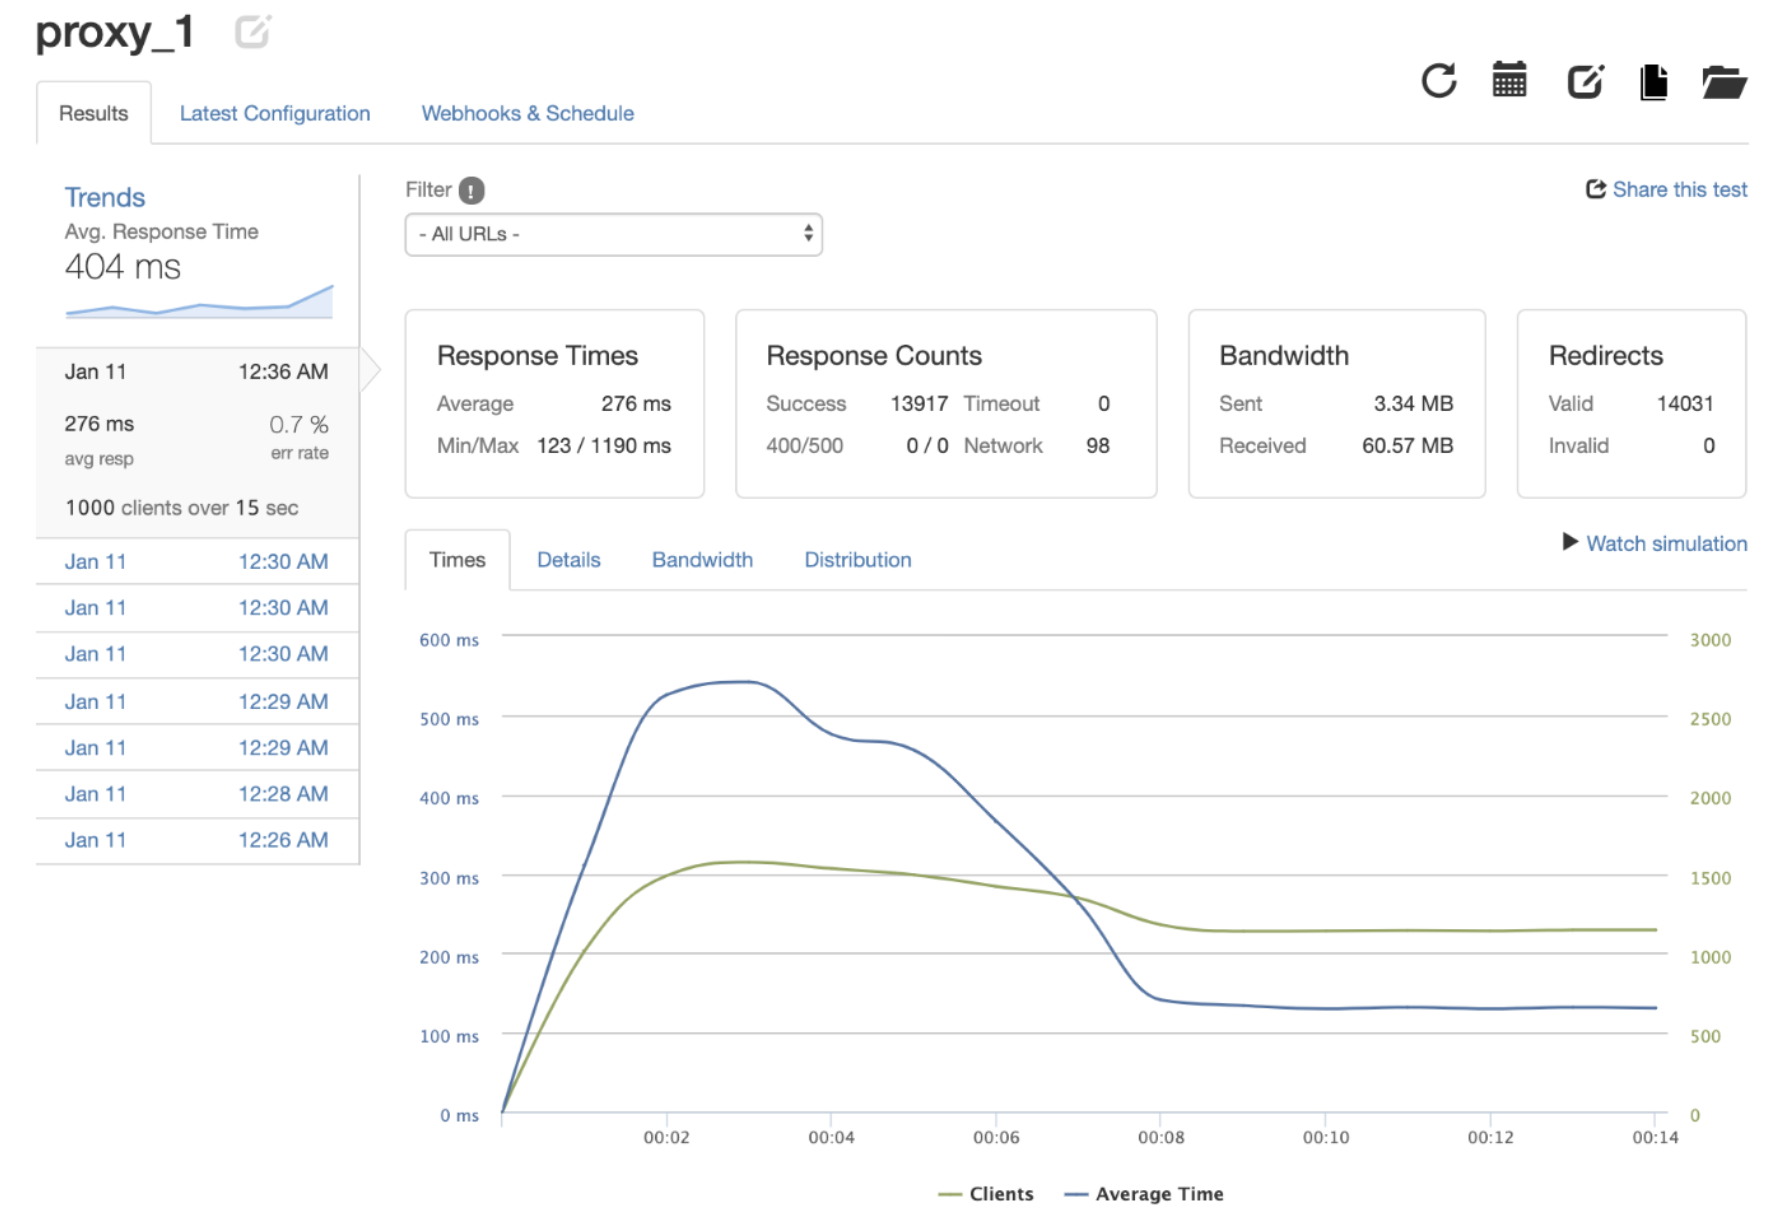 proxy_1
Results
Latest Configuration
Webhooks & Schedule
Trends
Avg. Response Time
404 ms
Jan 11 12:36 AM
276 ms 0.7 %
avg resp err rate
1000 clients over 15 sec
Jan 11 12:30 AM
Jan 11 12:30 AM
Jan 11 12:30 AM
Jan 11 12:29 AM
Jan 11 12:29 AM
Jan 11 12:28 AM
Jan 11 12:26 AM
Filter !
- All URLs -
Share this test
Response Times
Average 276 ms
Min/Max 123 / 1190 ms
Response Counts
Success 13917 Timeout 0
400/500 0 / 0 Network 98
Bandwidth
Sent 3.34 MB
Received 60.57 MB
Redirects
Valid 14031
Invalid 0
Times
Details
Bandwidth
Distribution
Watch simulation
600 ms
500 ms
400 ms
300 ms
200 ms
100 ms
0 ms
3000
2500
2000
1500
1000
500
0
00:02
00:04
00:06
00:08
00:10
00:12
00:14
Clients
Average Time